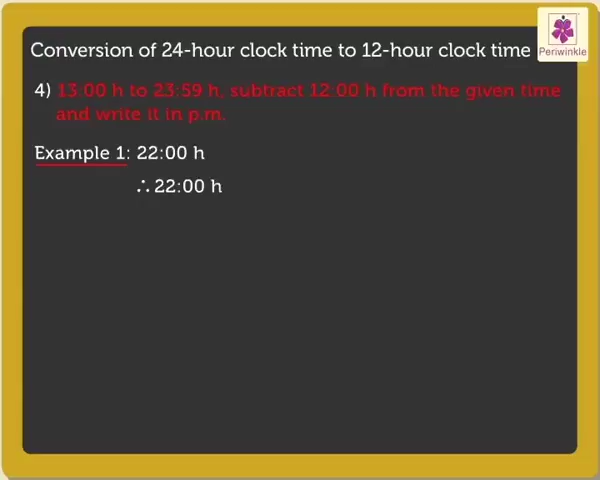 Periwinkle
Conversion of 24-hour clock time to 12-hour clock time
4) 13:00 h to 23:59 h, subtract 12:00 h from the given time
and write it in p.m.
Example 1: 22:00 h
∴ 22:00 h